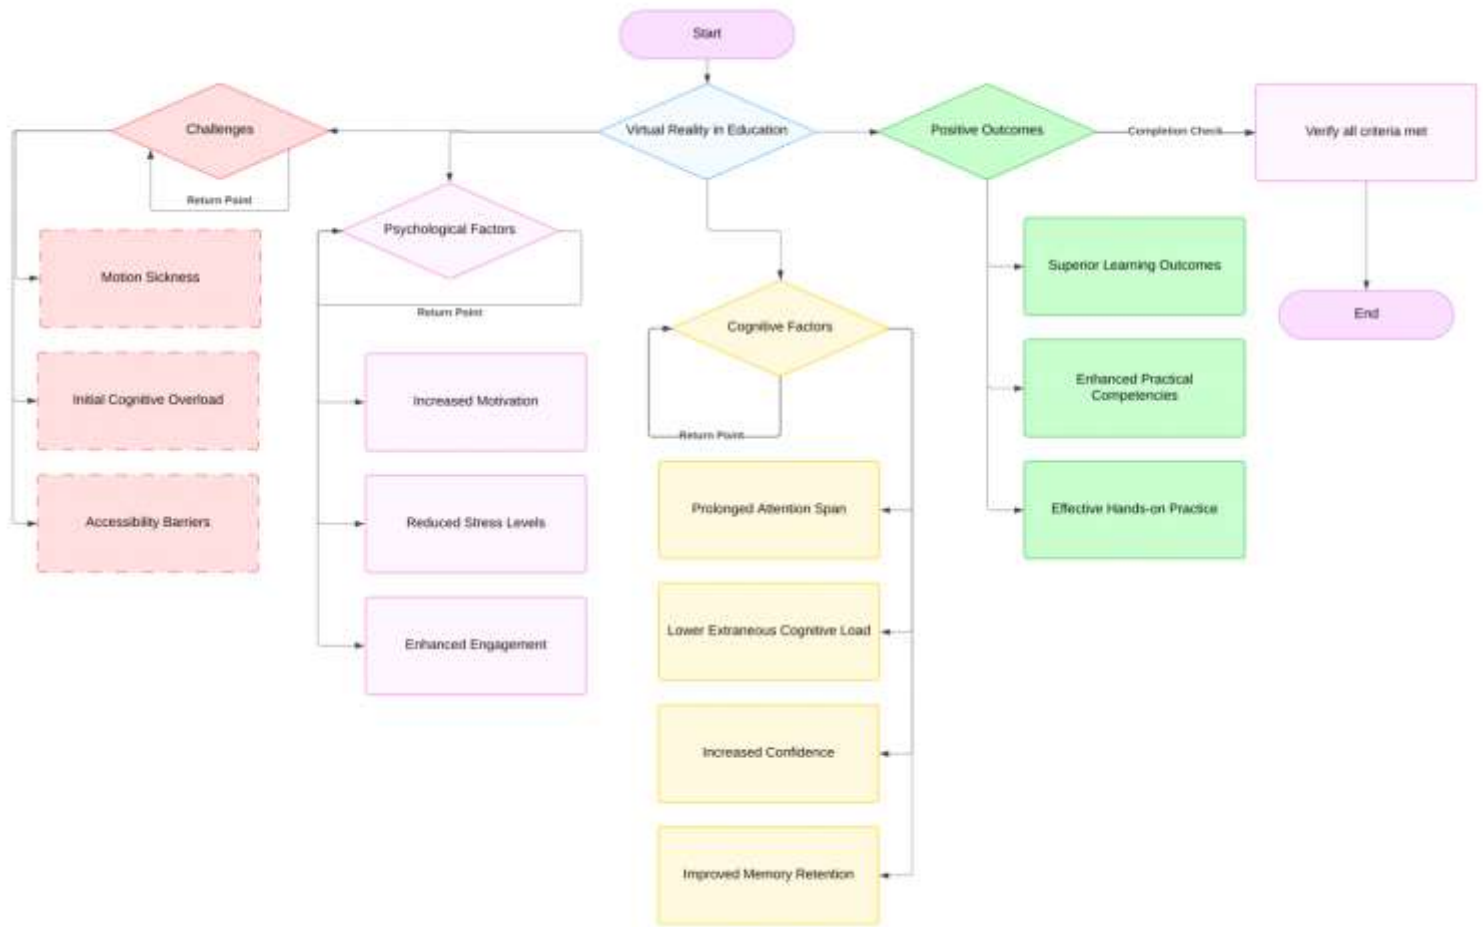 Start
Challenges
Virtual Reality in Education
Positive Outcomes
Completion Check
Verify all criteria met
Return Point
Psychological Factors
Return Point
Cognitive Factors
Return Point
Motion Sickness
Initial Cognitive Overload
Accessibility Barriers
Increased Motivation
Reduced Stress Levels
Enhanced Engagement
Prolonged Attention Span
Lower Extraneous Cognitive Load
Increased Confidence
Improved Memory Retention
Superior Learning Outcomes
Enhanced Practical
Competencies
Effective Hands-on Practice
End